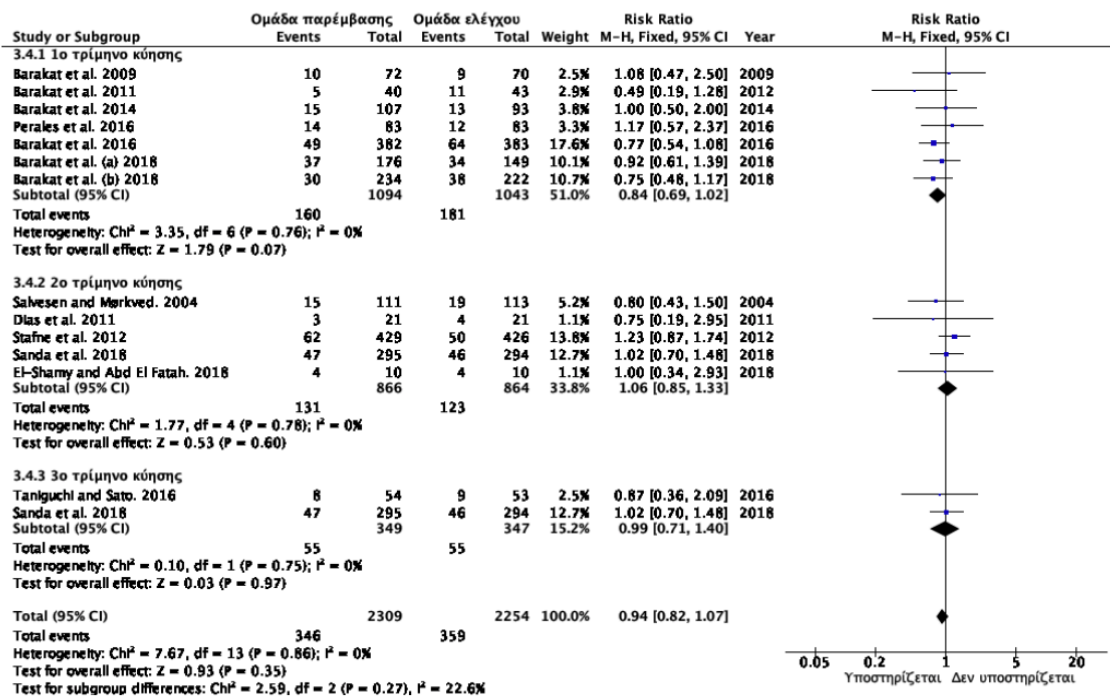 Ομάδα παρέμβασης Ομάδα ελέγχου Risk Ratio Risk Ratio
Study or Subgroup Events Total Events Total Weight M-H, Fixed, 95% CI Year M-H, Fixed, 95% CI
3.4.1 1ο τρίμηνο κύησης
Barakat et al. 2009 10 72 9 70 2.5% 1.08 [0.47, 2.50] 2009
Barakat et al. 2011 5 40 11 43 2.9% 0.49 [0.19, 1.28] 2012
Barakat et al. 2014 15 107 13 93 3.8% 1.00 [0.50, 2.00] 2014
Perales et al. 2016 14 83 12 83 3.3% 1.17 [0.57, 2.37] 2016
Barakat et al. 2016 49 382 64 383 17.6% 0.77 [0.54, 1.08] 2016
Barakat et al. (a) 2018 37 176 34 149 10.1% 0.92 [0.61, 1.39] 2018
Barakat et al. (b) 2018 30 234 38 222 10.7% 0.75 [0.48, 1.17] 2018
Subtotal (95% CI) 1094 1043 51.0% 0.84 [0.69, 1.02]
Total events 160 181
Heterogeneity: Chi² = 3.35, df = 6 (P = 0.76); I² = 0%
Test for overall effect: Z = 1.79 (P = 0.07)
3.4.2 2ο τρίμηνο κύησης
Salvesen and Mørkved. 2004 15 111 19 113 5.2% 0.80 [0.43, 1.50] 2004
Dias et al. 2011 3 21 4 21 1.1% 0.75 [0.19, 2.95] 2011
Stafne et al. 2012 62 429 50 426 13.8% 1.23 [0.87, 1.74] 2012
Sanda et al. 2018 47 295 46 294 12.7% 1.02 [0.70, 1.48] 2018
El-Shamy and Abd El Fatah. 2018 4 10 4 10 1.1% 1.00 [0.34, 2.93] 2018
Subtotal (95% CI) 866 864 33.8% 1.06 [0.85, 1.33]
Total events 131 123
Heterogeneity: Chi² = 1.77, df = 4 (P = 0.78); I² = 0%
Test for overall effect: Z = 0.53 (P = 0.60)
3.4.3 3ο τρίμηνο κύησης
Taniguchi and Sato. 2016 8 54 9 53 2.5% 0.87 [0.36, 2.09] 2016
Sanda et al. 2018 47 295 46 294 12.7% 1.02 [0.70, 1.48] 2018
Subtotal (95% CI) 349 347 15.2% 0.99 [0.71, 1.40]
Total events 55 55
Heterogeneity: Chi² = 0.10, df = 1 (P = 0.75); I² = 0%
Test for overall effect: Z = 0.03 (P = 0.97)
Total (95% CI) 2309 2254 100.0% 0.94 [0.82, 1.07]
Total events 346 359
Heterogeneity: Chi² = 7.67, df = 13 (P = 0.86); I² = 0%
Test for overall effect: Z = 0.93 (P = 0.35)
Test for subgroup differences: Chi² = 2.59, df = 2 (P = 0.27), I² = 22.6%
0.05 0.2 1 5 20
Υποστηρίζεται Δεν υποστηρίζεται